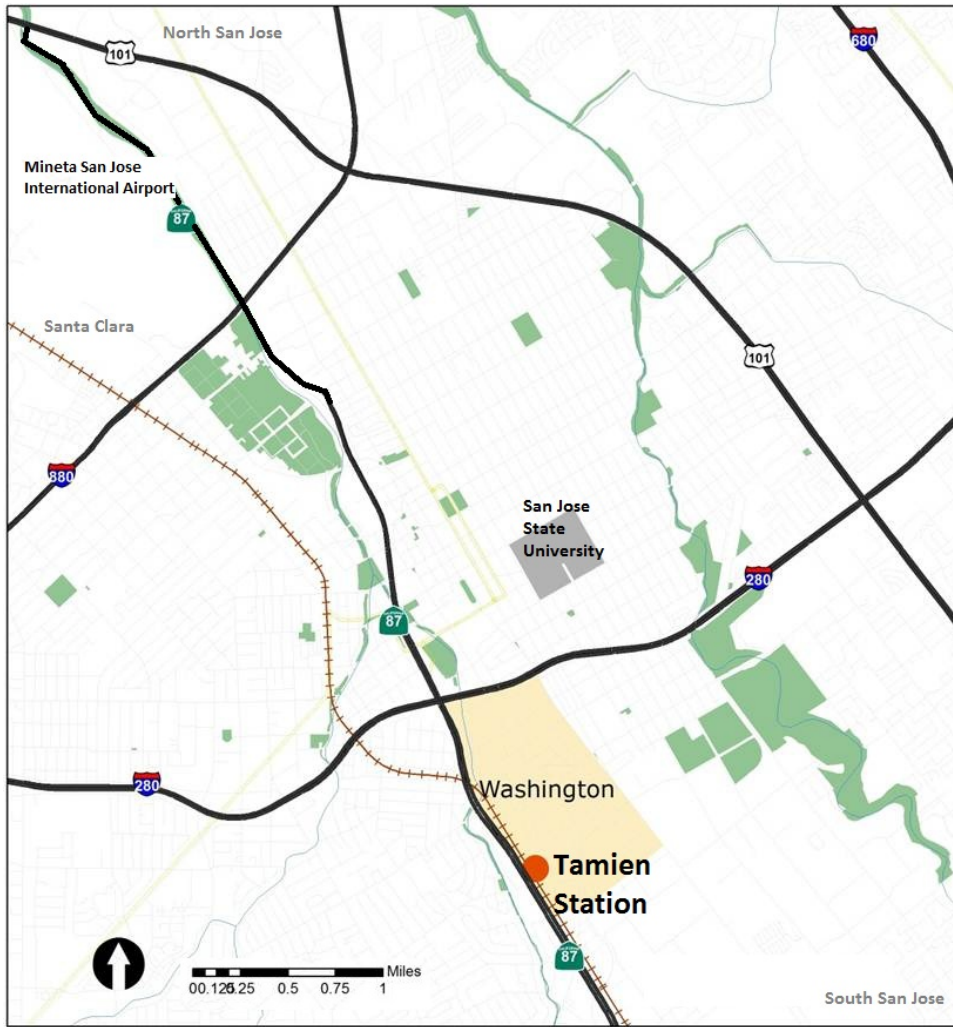 North San Jose
101
680
Mineta San Jose
International Airport
87
Santa Clara
101
880
San Jose
State
University
280
87
280
Washington
Tamien
Station
87
Miles
00.125 0.25 0.5 0.75 1
South San Jose